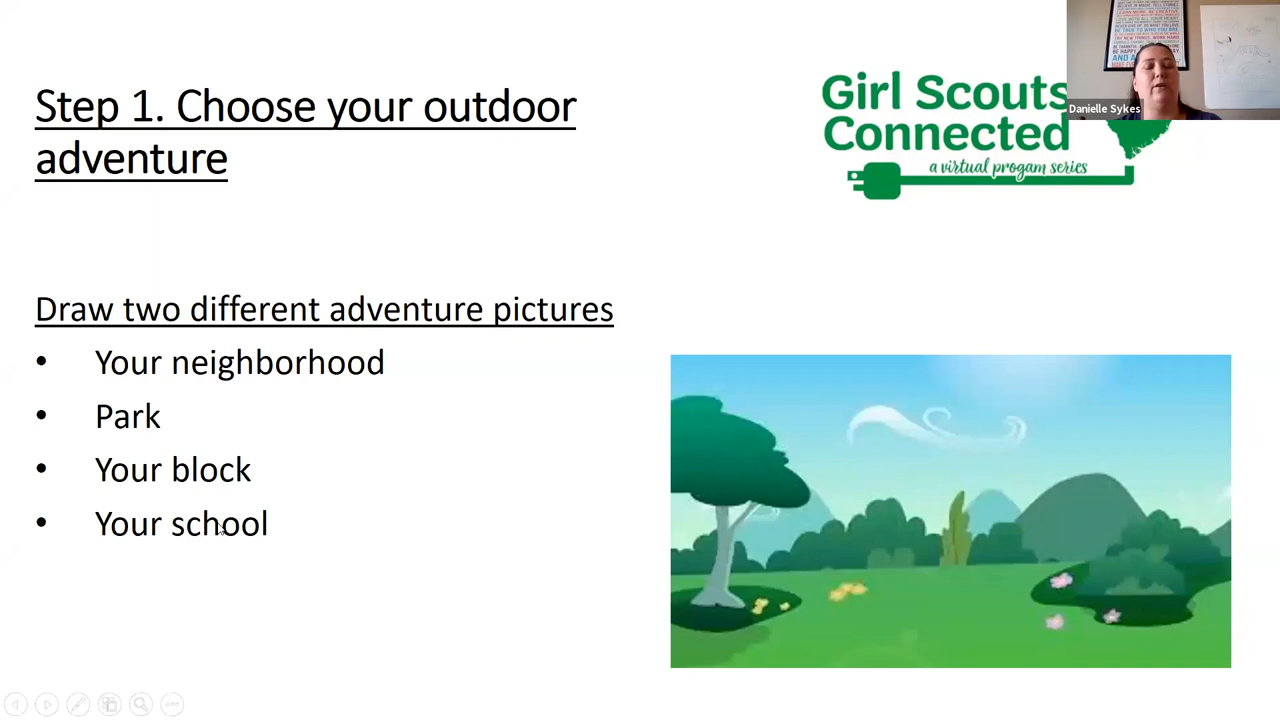 Step 1. Choose your outdoor
adventure
Girl Scouts
Connected
a virtual progam series
Danielle Sykes
Draw two different adventure pictures
• Your neighborhood
• Park
• Your block
• Your school